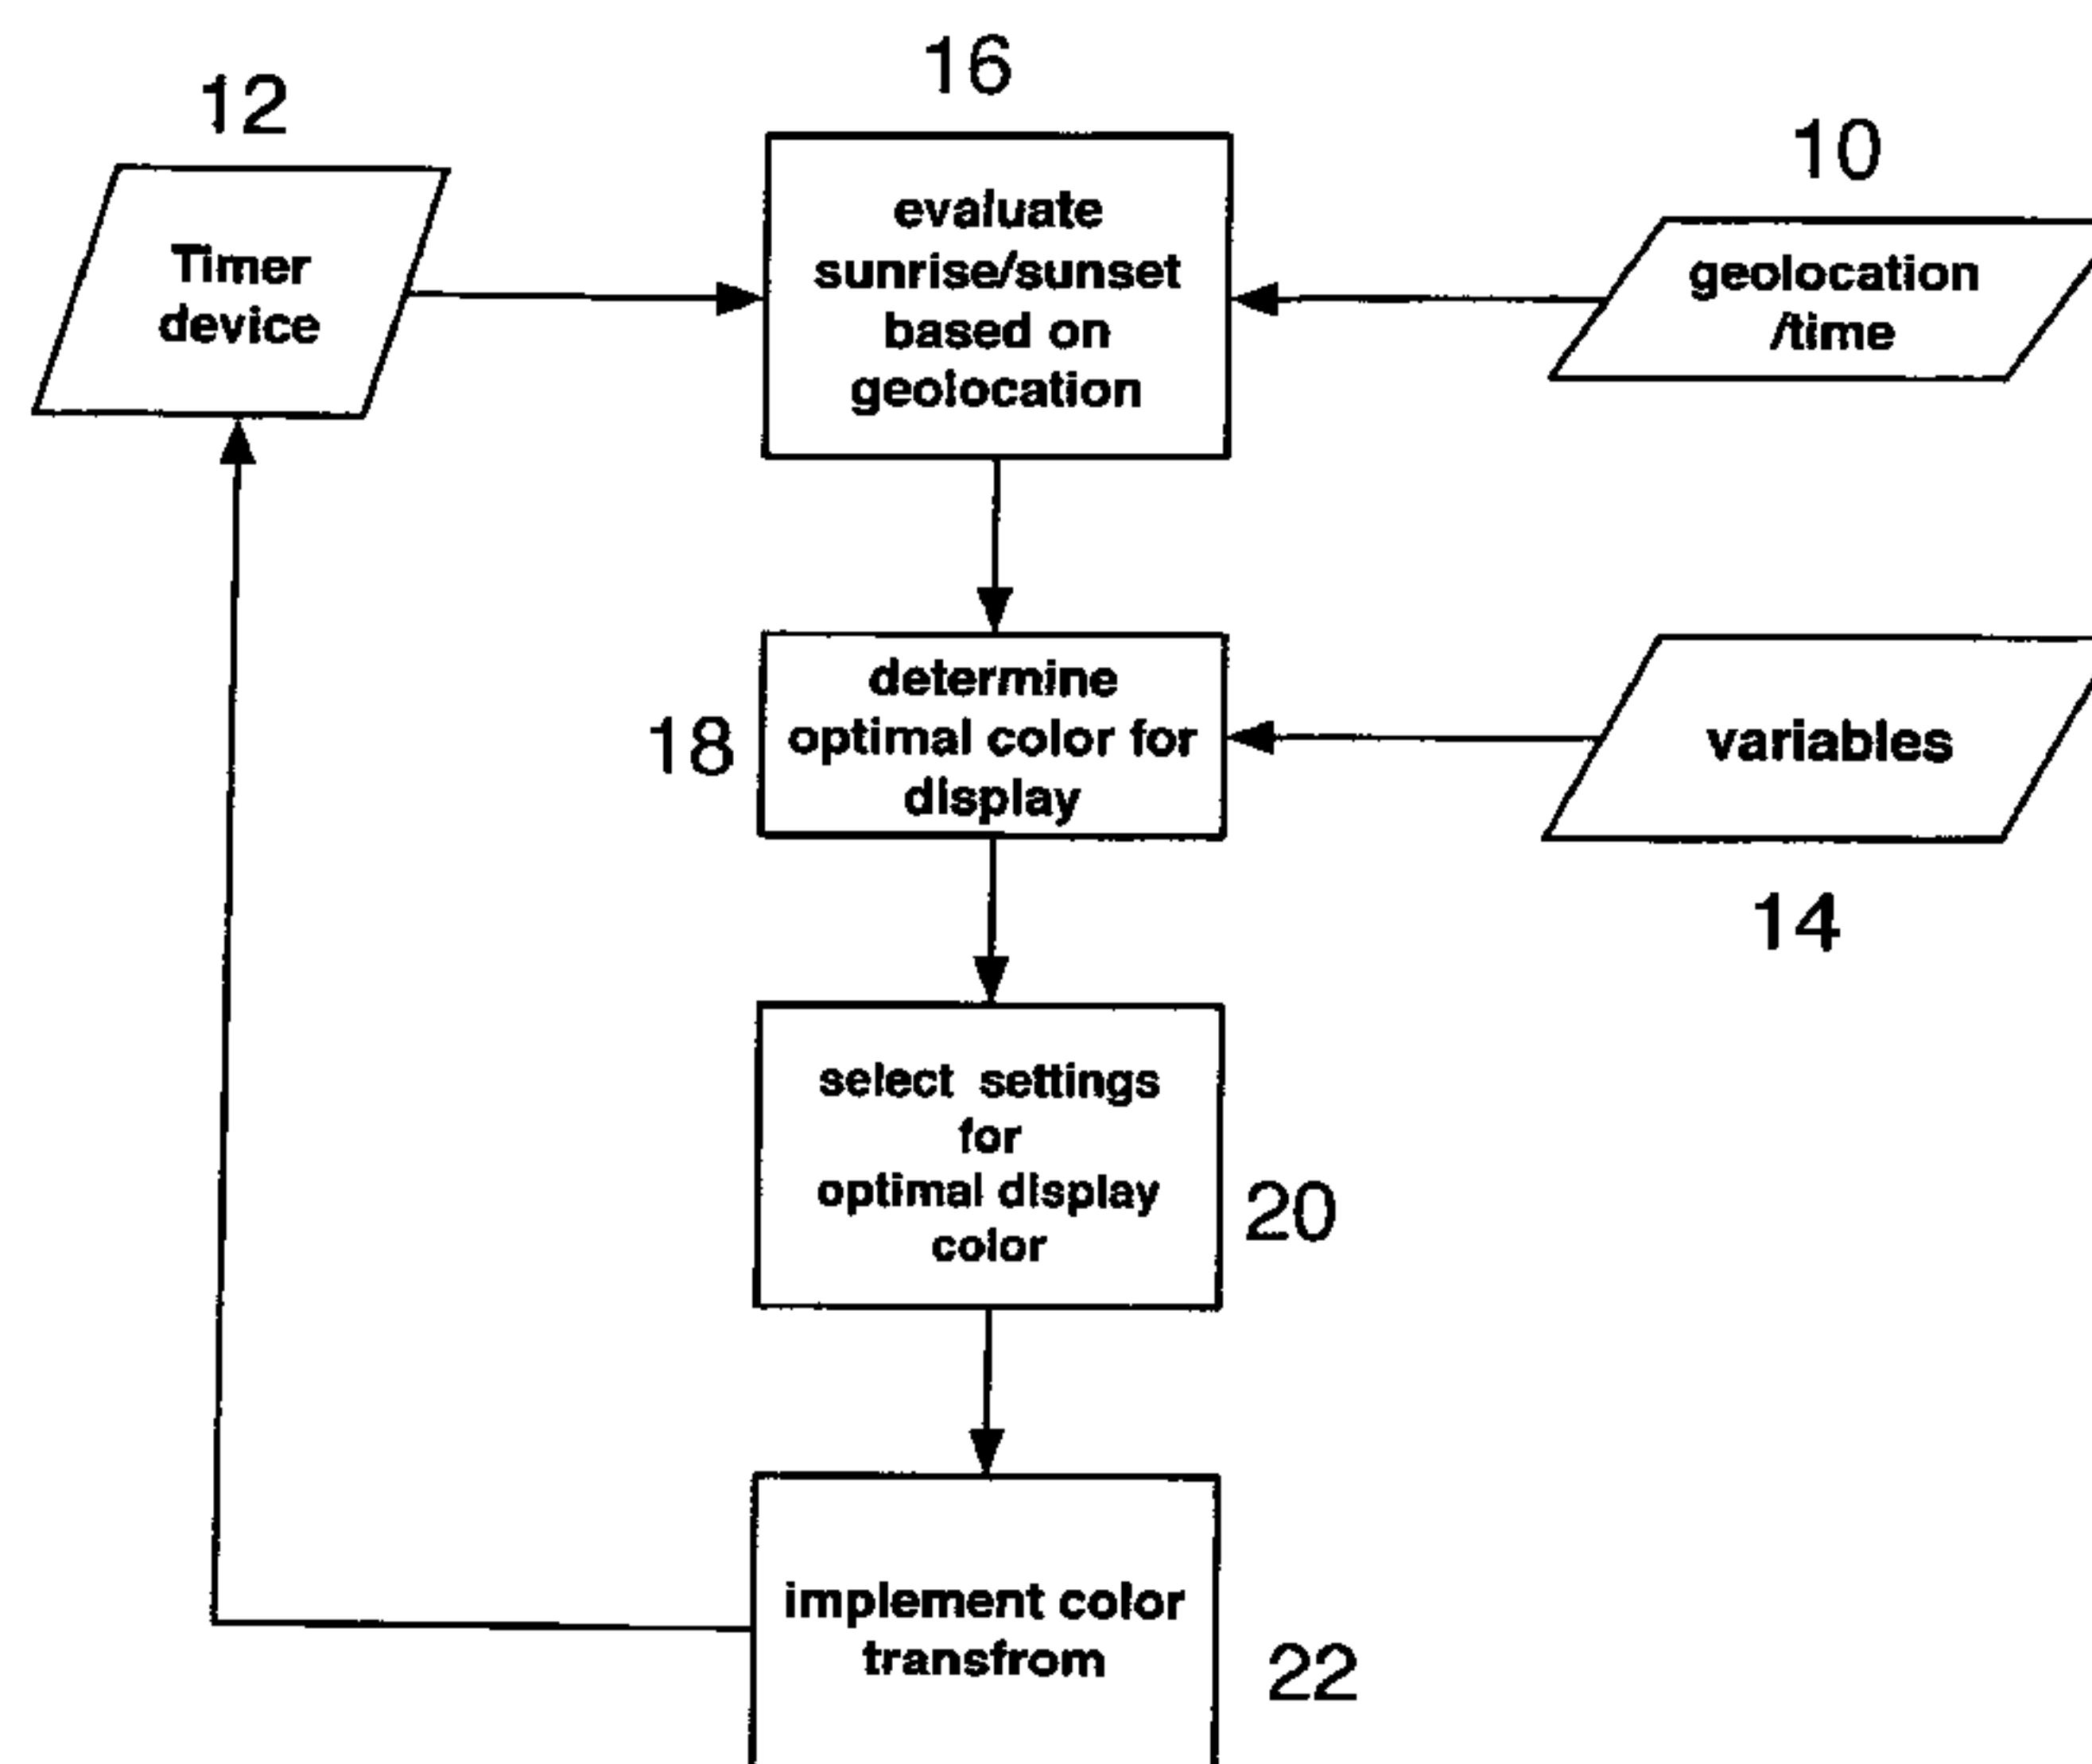 16
12
10
evaluate
sunrise/sunset
based on
geolocation
Timer
device
geolocation
/time
determine
optimal color for
display
18
variables
14
select settings
for
optimal display
color
20
implement color
transfrom
22